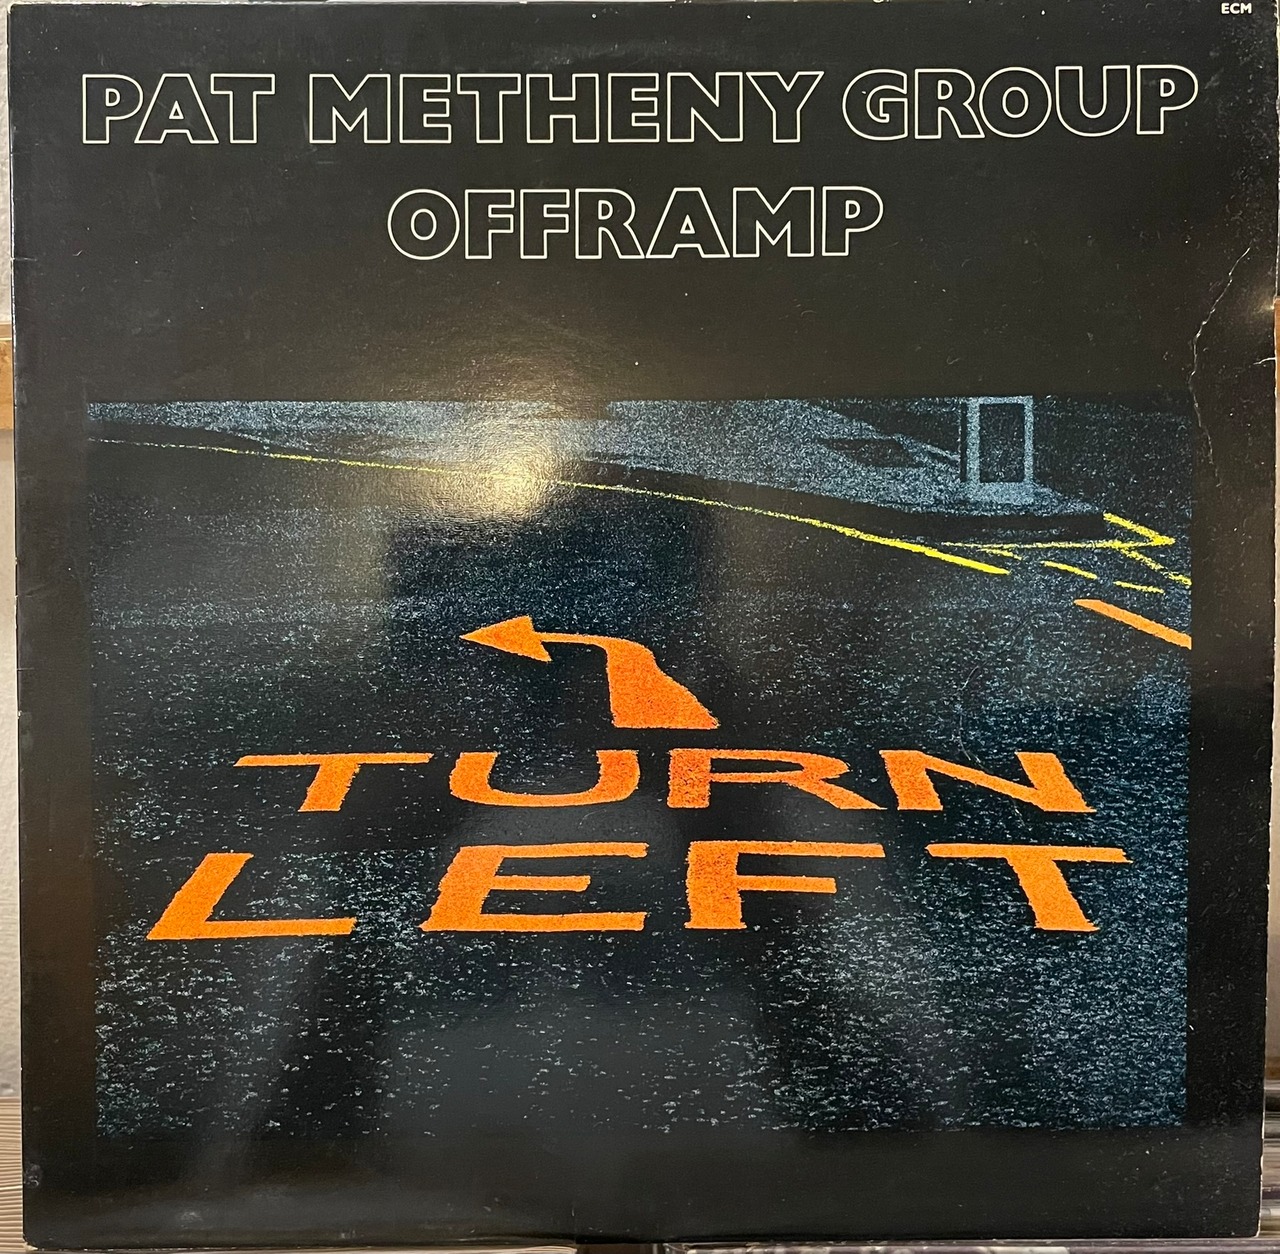 ECM
PAT METHENY GROUP
OFFRAMP
TURN
LEFT